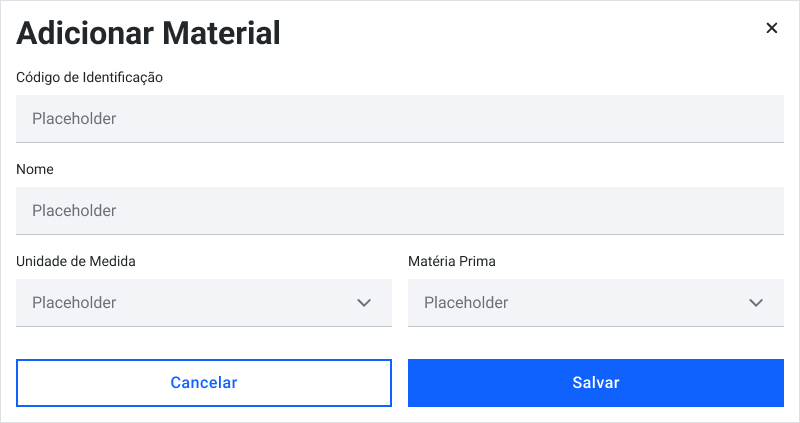 Adicionar Material
Código de Identificação
Placeholder
Nome
Placeholder
Unidade de Medida
Matéria Prima
Placeholder
Placeholder
Cancelar
Salvar